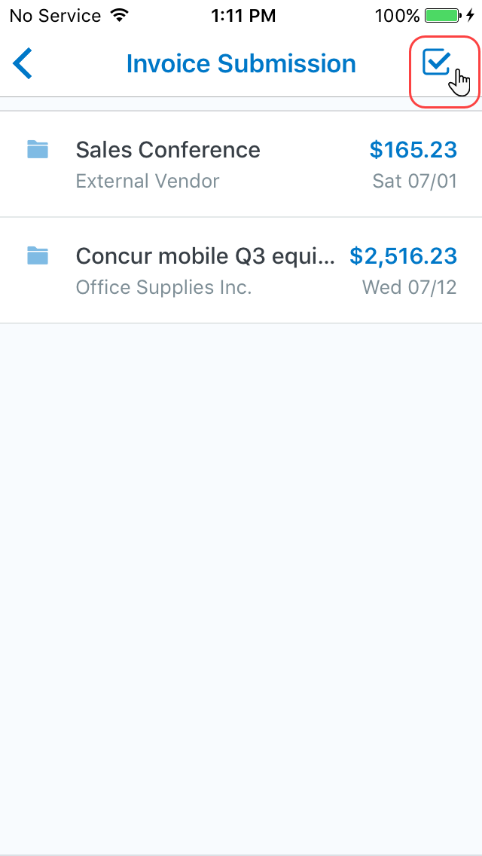 No Service 1:11 PM 100%
Invoice Submission
Sales Conference $165.23
External Vendor Sat 07/01
Concur mobile Q3 equi... $2,516.23
Office Supplies Inc. Wed 07/12